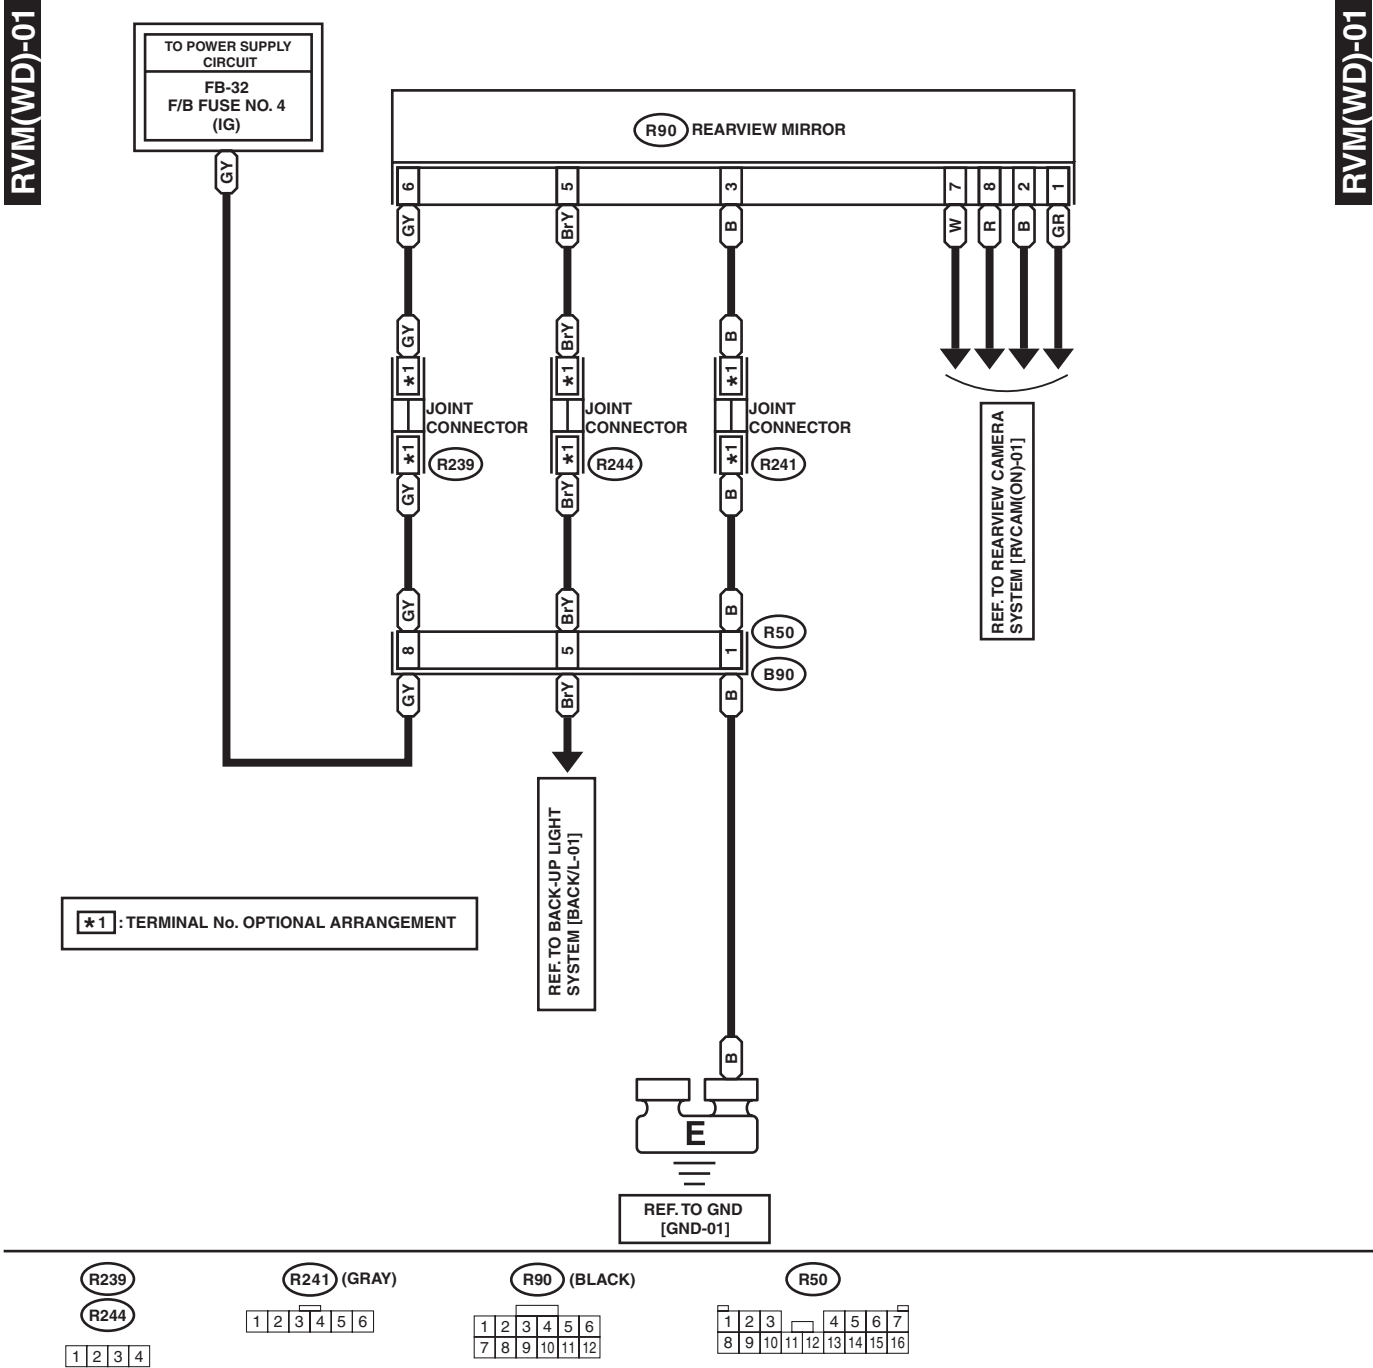 RVM(WD)-01
RVM(WD)-01
TO POWER SUPPLY
CIRCUIT
FB-32
F/B FUSE NO. 4
(IG)
GY
R90 REARVIEW MIRROR
6 5 3 7 8 2 1
GY BrY B W R B GR
GY BrY B
*1 *1 *1
JOINT
CONNECTOR
JOINT
CONNECTOR
JOINT
CONNECTOR
*1 R239 *1 R244 *1 R241
GY BrY B
REF. TO REARVIEW CAMERA
SYSTEM [RVCAM(ON)-01]
GY BrY B
R50
8 5 1
B90
GY BrY B
REF. TO BACK-UP LIGHT
SYSTEM [BACK/L-01]
*1 : TERMINAL No. OPTIONAL ARRANGEMENT
B
E
REF. TO GND
[GND-01]
R239
R244
1 2 3 4
R241 (GRAY)
1 2 3 4 5 6
R90 (BLACK)
1 2 3 4 5 6
7 8 9 10 11 12
R50
1 2 3 4 5 6 7
8 9 10 11 12 13 14 15 16